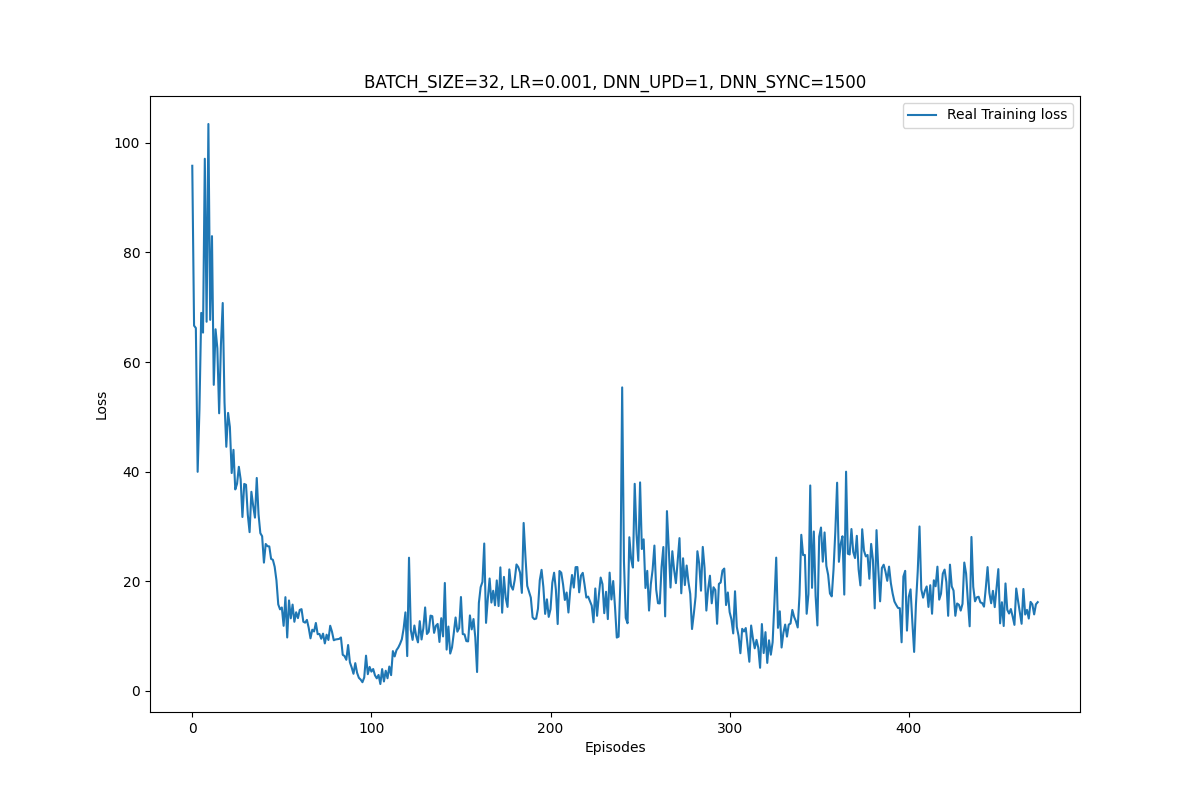 BATCH_SIZE=32, LR=0.001, DNN_UPD=1, DNN_SYNC=1500
Real Training loss
100
80
60
40
20
0
Loss
0 100 200 300 400
Episodes